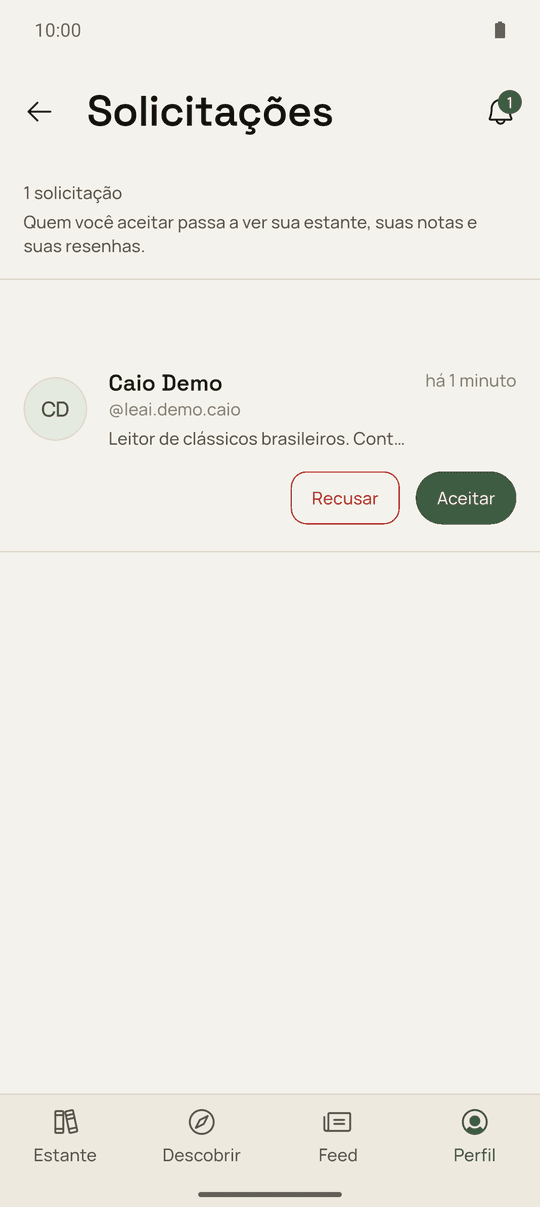 10:00
Solicitações
1
1 solicitação
Quem você aceitar passa a ver sua estante, suas notas e
suas resenhas.
CD
Caio Demo
há 1 minuto
@leai.demo.caio
Leitor de clássicos brasileiros. Cont…
Recusar
Aceitar
Estante
Descobrir
Feed
Perfil